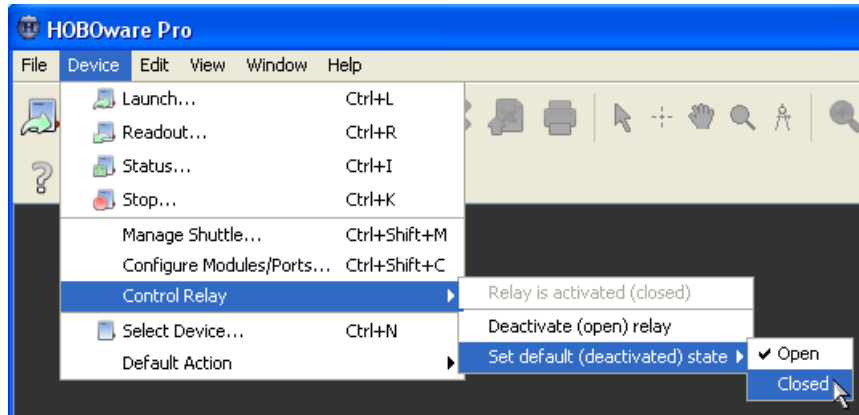 HOBOware Pro
File Device Edit View Window Help
Launch... Ctrl+L
Readout... Ctrl+R
Status... Ctrl+I
Stop... Ctrl+K
Manage Shuttle... Ctrl+Shift+M
Configure Modules/Ports... Ctrl+Shift+C
Control Relay
Relay is activated (closed)
Select Device... Ctrl+N
Deactivate (open) relay
Default Action
Set default (deactivated) state
Open
Closed